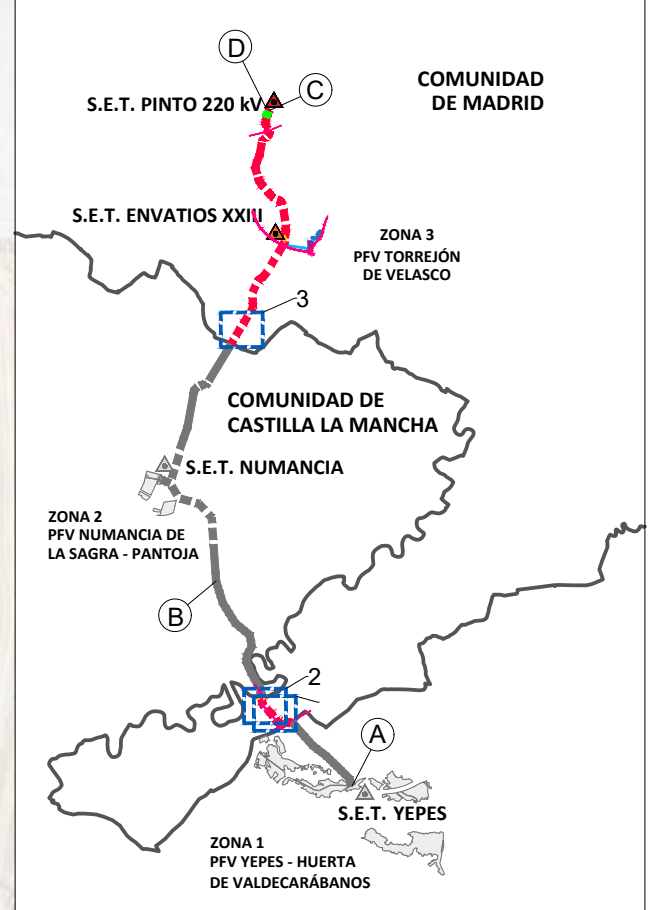 D
C
COMUNIDAD
DE MADRID
S.E.T. PINTO 220 kV
S.E.T. ENVATIOS XXIII
ZONA 3
PFV TORREJÓN
DE VELASCO
3
COMUNIDAD DE
CASTILLA LA MANCHA
S.E.T. NUMANCIA
ZONA 2
PFV NUMANCIA DE
LA SAGRA - PANTOJA
B
2
A
S.E.T. YEPES
ZONA 1
PFV YEPES - HUERTA
DE VALDECARÁBANOS